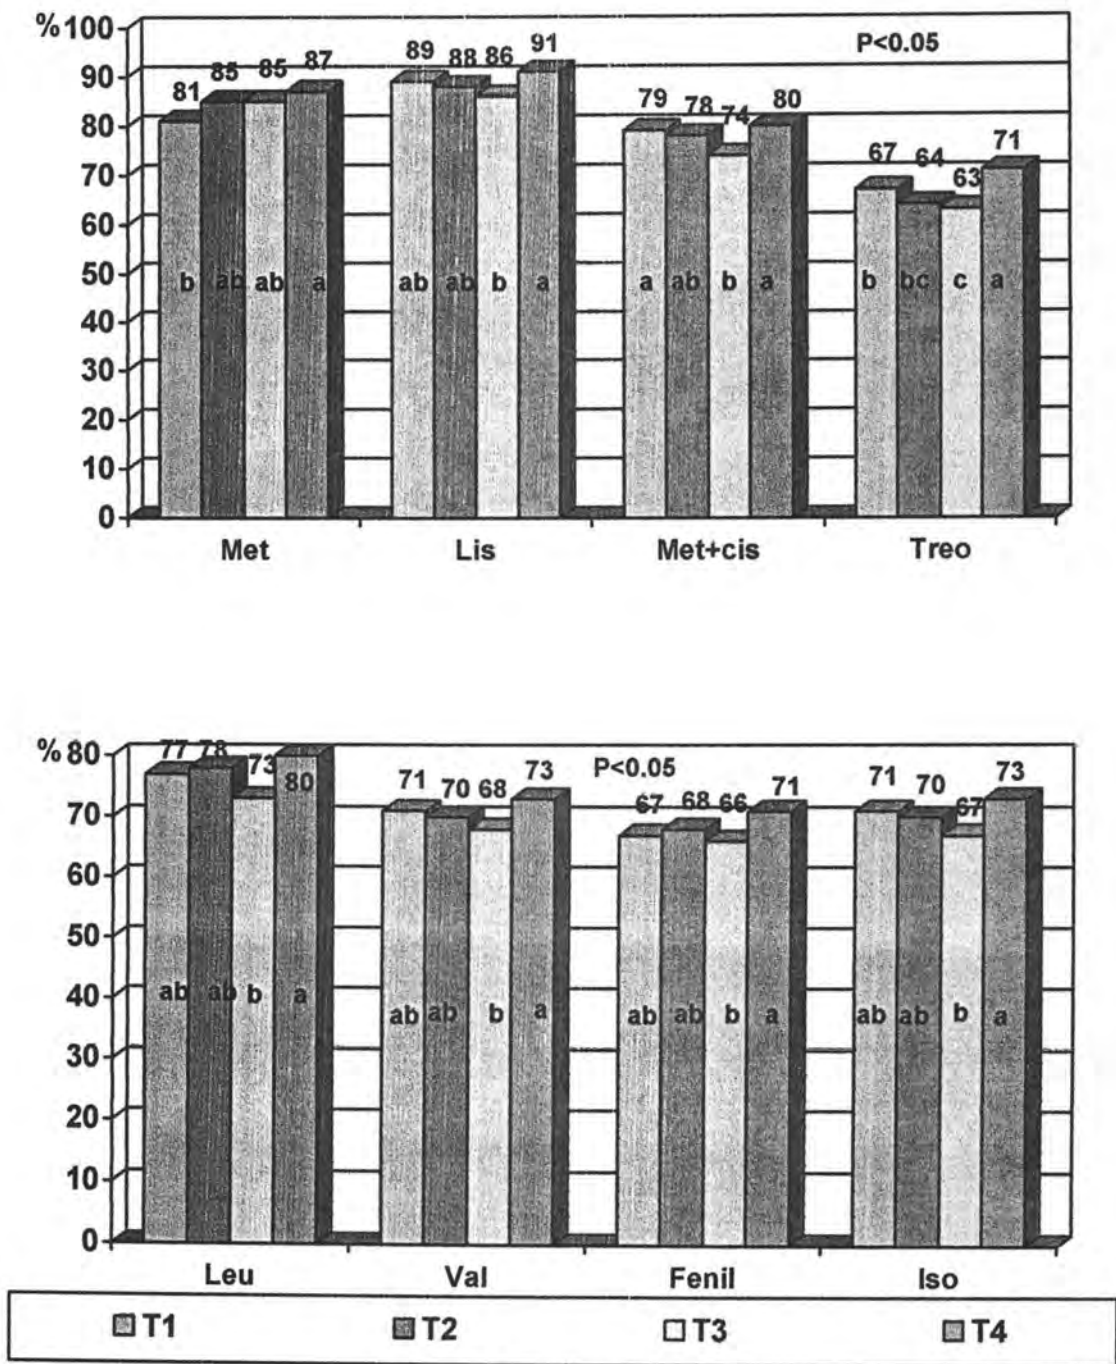 % 100
90
80
70
60
50
40
30
20
10
0
81 85 85 87
89 88 86 91
79 78 74 80
67 64 63 71
P<0.05
b ab ab a
ab ab b a
a ab b a
b bc c a
Met Lis Met+cis Treo
% 80
70
60
50
40
30
20
10
0
77 78 73 80
71 70 68 73
67 68 66 71
71 70 67 73
P<0.05
ab ab b a
ab ab b a
ab ab b a
ab ab b a
Leu Val Fenil Iso
T1 T2 T3 T4